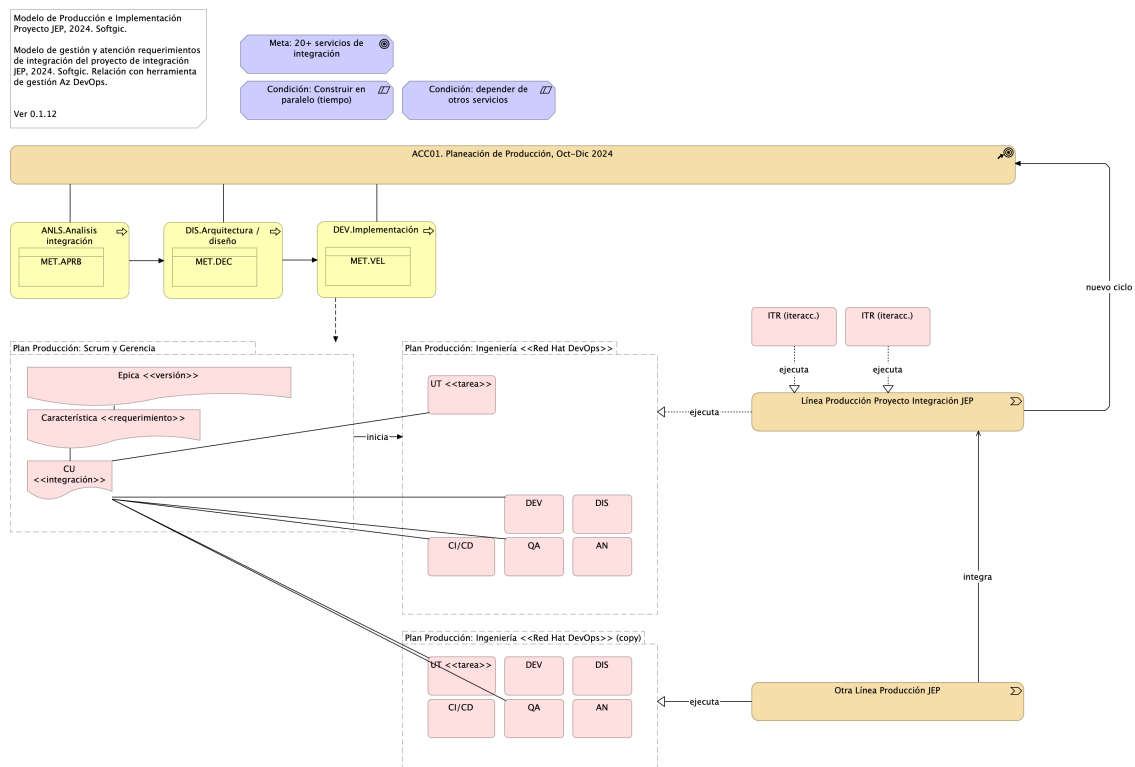 Modelo de Producción e Implementación
Proyecto JEP, 2024. Softgic.
Modelo de gestión y atención requerimientos
de integración del proyecto de integración
JEP, 2024. Softgic. Relación con herramienta
de gestión Az DevOps.
Ver 0.1.12
Meta: 20+ servicios de
integración
Condición: Construir en
paralelo (tiempo)
Condición: depender de
otros servicios
ACC01. Planeación de Producción, Oct-Dic 2024
ANLS.Analisis
integración
MET.APRB
DIS.Arquitectura /
diseño
MET.DEC
DEV.Implementación
MET.VEL
nuevo ciclo
ITR (iteracc.)
ITR (iteracc.)
ejecuta
ejecuta
Línea Producción Proyecto Integración JEP
ejecuta
Plan Producción: Scrum y Gerencia
Epica <<versión>>
Característica <<requerimiento>>
CU
<<integración>>
inicia
Plan Producción: Ingeniería <<Red Hat DevOps>>
UT <<tarea>>
DEV
DIS
CI/CD
QA
AN
integra
Plan Producción: Ingeniería <<Red Hat DevOps>> (copy)
UT <<tarea>>
DEV
DIS
CI/CD
QA
AN
ejecuta
Otra Línea Producción JEP